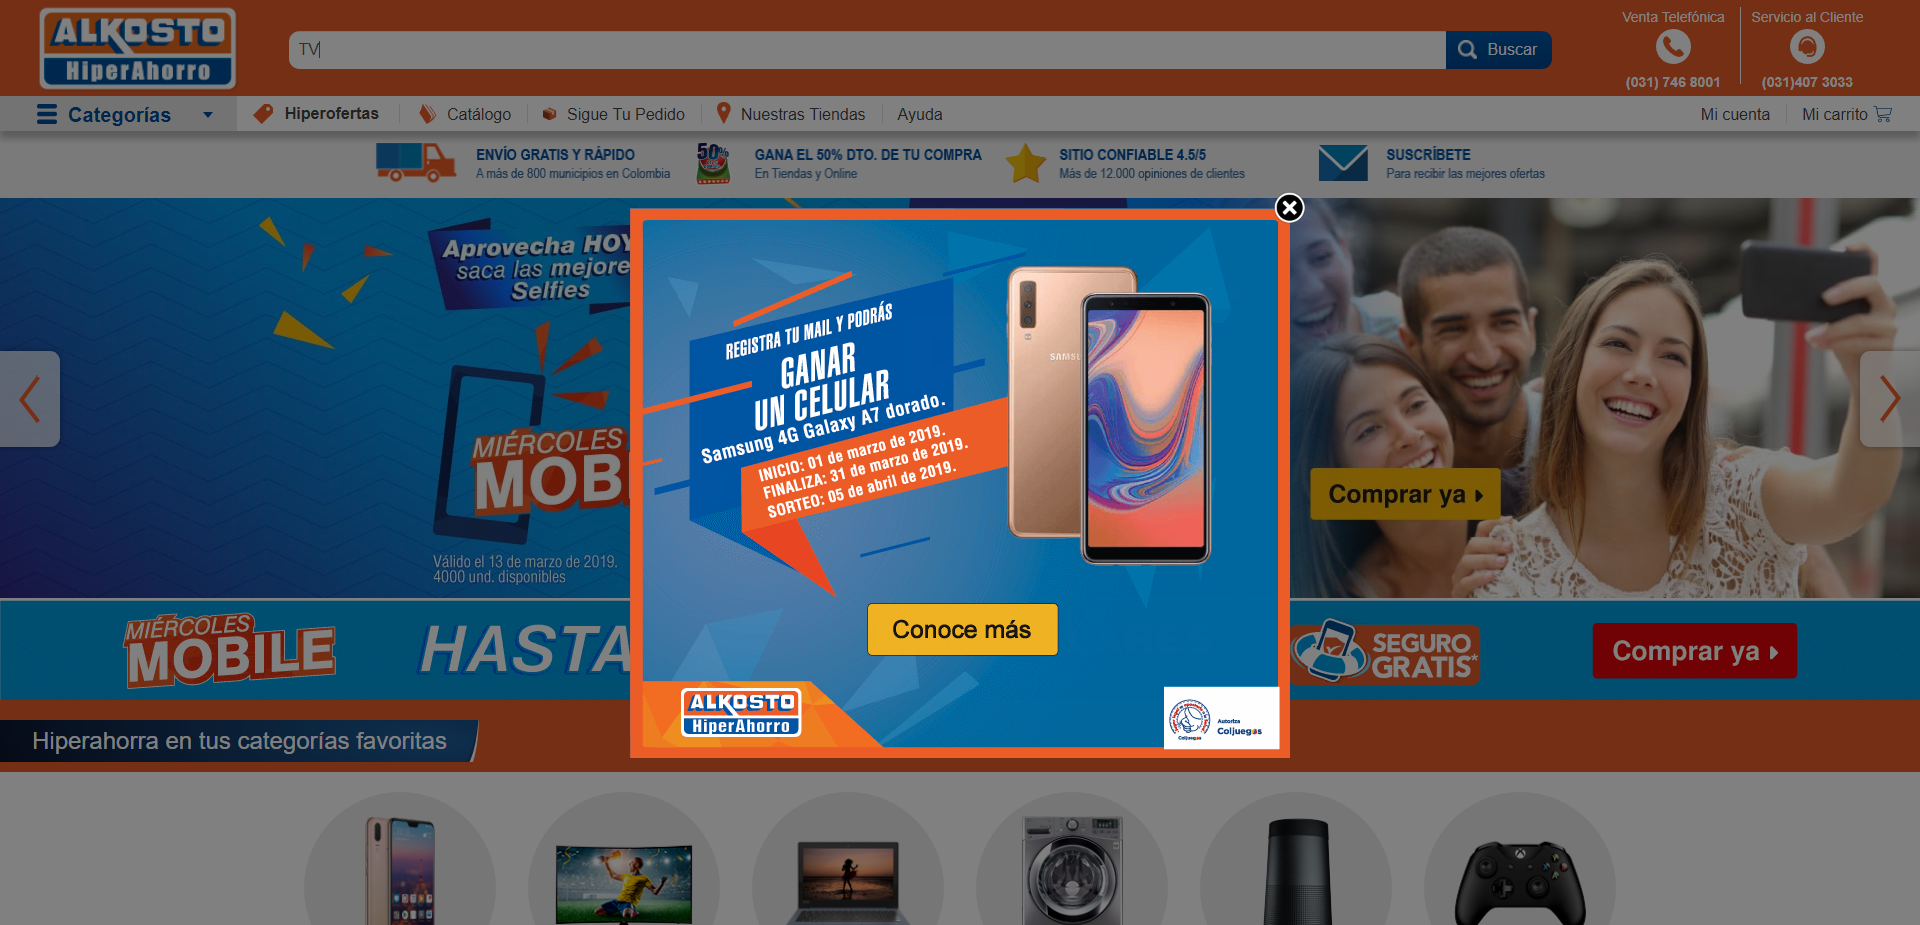 ALKOSTO
HiperAhorro
TV
Buscar
Venta Telefónica
(031) 746 8001
Servicio al Cliente
(031)407 3033
Categorías
Hiperofertas
Catálogo
Sigue Tu Pedido
Nuestras Tiendas
Ayuda
Mi cuenta
Mi carrito
ENVÍO GRATIS Y RÁPIDO
A más de 800 municipios en Colombia
50%
GANA EL 50% DTO. DE TU COMPRA
En Tiendas y Online
SITIO CONFIABLE 4.5/5
Más de 12.000 opiniones de clientes
SUSCRÍBETE
Para recibir las mejores ofertas
Aprovecha HOY
saca las mejore
Selfies
MIÉRCOLES
MOB
Válido el 13 de marzo de 2019.
4000 und. disponibles
REGISTRA TU MAIL Y PODRÁS
GANAR
UN CELULAR
Samsung 4G Galaxy A7 dorado.
INICIO: 01 de marzo de 2019.
FINALIZA: 31 de marzo de 2019.
SORTEO: 05 de abril de 2019.
SAMSU
Conoce más
ALKOSTO
HiperAhorro
Coljuegos
Autoriza
Coljuegos
Comprar ya
MIÉRCOLES
MOBILE
HASTA
SEGURO
GRATIS*
Comprar ya
Hiperahorra en tus categorías favoritas